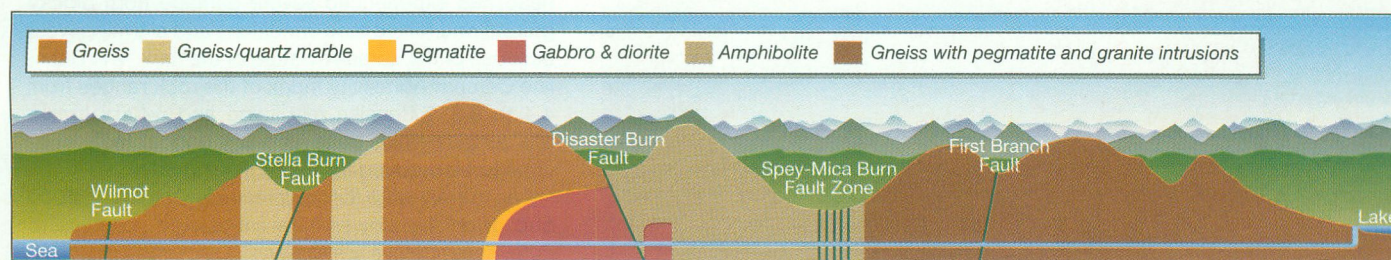 Gneiss
Gneiss/quartz marble
Pegmatite
Gabbro & diorite
Amphibolite
Gneiss with pegmatite and granite intrusions
Wilmot
Fault
Stella Burn
Fault
Disaster Burn
Fault
Spey-Mica Burn
Fault Zone
First Branch
Fault
Sea
Lake